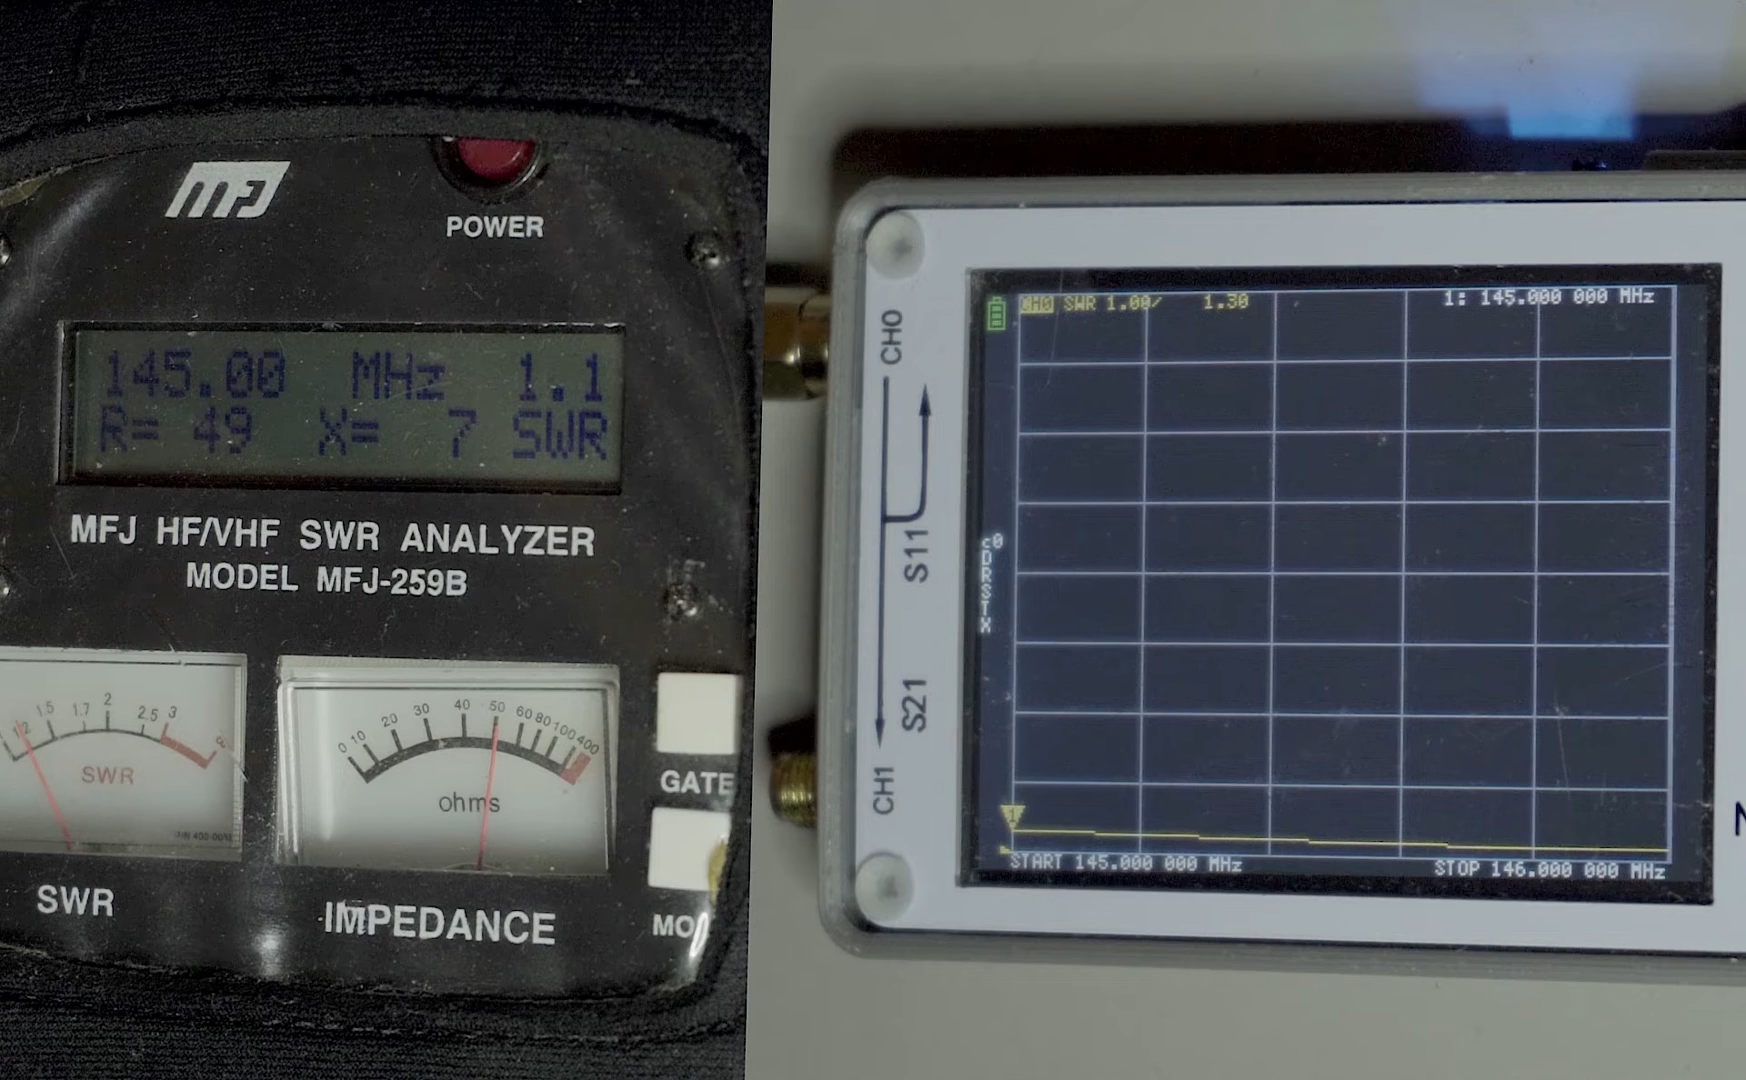 MFJ
POWER
145.00 MHz 1.1
R= 49 X= 7 SWR
MFJ HF/VHF SWR ANALYZER
MODEL MFJ-259B
1.5 1.7 2 2.5 3
SWR
0 10 20 30 40 50 60 80 100 400
ohms
GATE
SWR
IMPEDANCE
CH0
S11
S21
CH1
CH0 SWR 1.00/ 1.30 1: 145.000 000 MHz
c0
D
R
S
T
X
1
START 145.000 000 MHz STOP 146.000 000 MHz